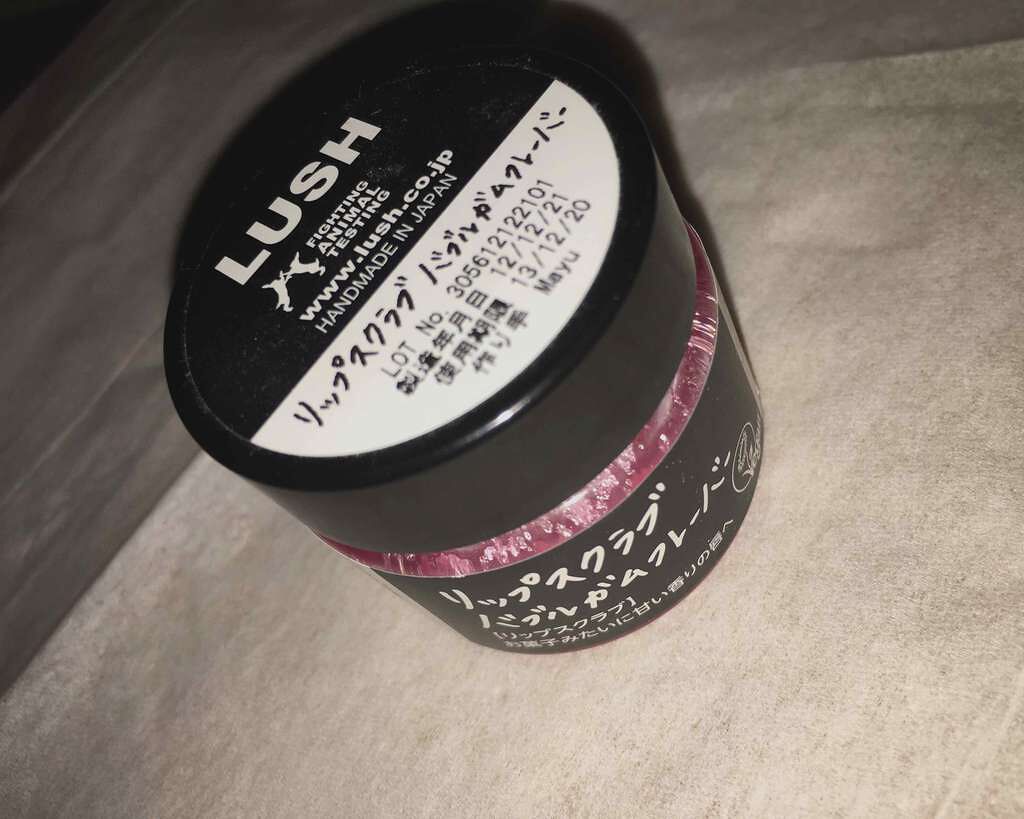 LUSH
FIGHTING
ANIMAL
TESTING
www.lush.co.jp
HANDMADE IN JAPAN
リップスクラブ バブルガムフレーバー
LOT No. 305612122101
製造年月日 12/12/21
使用期限 13/12/20
作り手 Mayu
リップスクラブ
バブルガムフレーバー
[リップスクラブ]
お菓子みたいに甘い香りの唇へ
Vegan